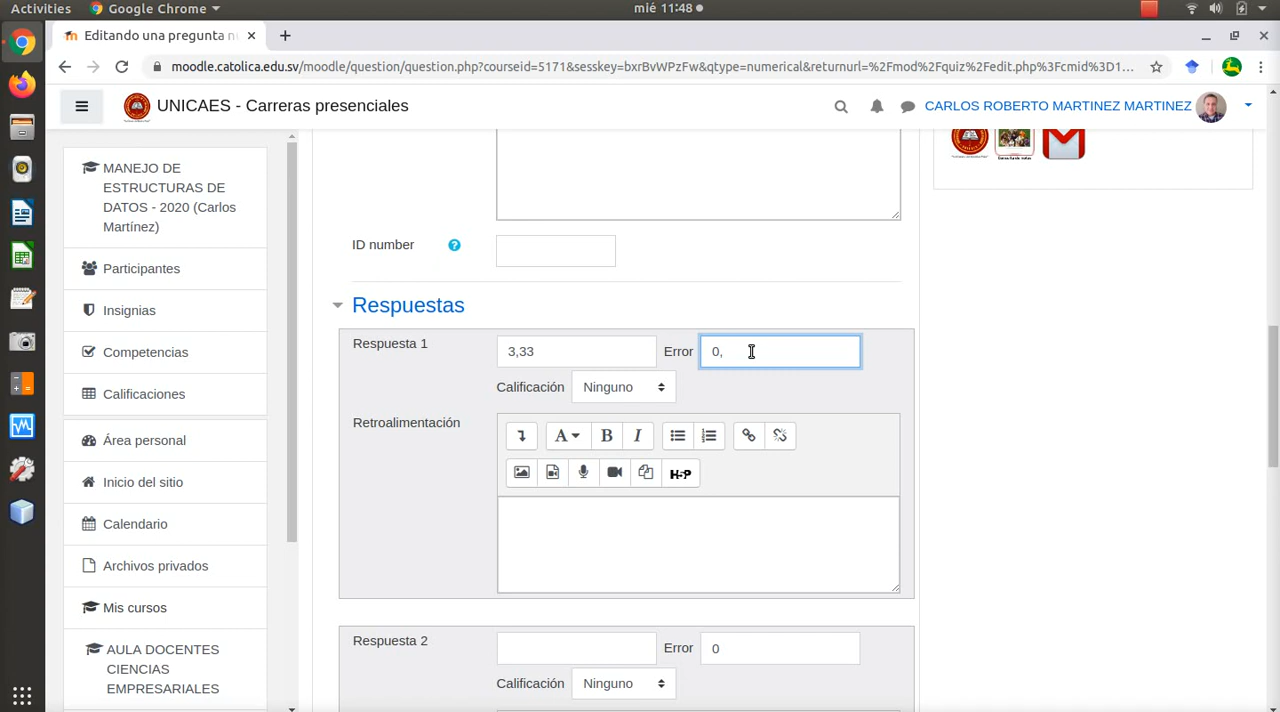 Activities Google Chrome mié 11:48
Editando una pregunta n
moodle.catolica.edu.sv/moodle/question/question.php?courseid=5171&sesskey=bxrBvWPzFw&qtype=numerical&returnurl=%2Fmod%2Fquiz%2Fedit.php%3Fcmid%3D1...
UNICAES - Carreras presenciales
CARLOS ROBERTO MARTINEZ MARTINEZ
MANEJO DE
ESTRUCTURAS DE
DATOS - 2020 (Carlos
Martínez)
Participantes
Insignias
Competencias
Calificaciones
Área personal
Inicio del sitio
Calendario
Archivos privados
Mis cursos
AULA DOCENTES
CIENCIAS
EMPRESARIALES
ID number
Respuestas
Respuesta 1 3,33 Error 0,
Calificación Ninguno
Retroalimentación
A B I
H-P
Respuesta 2 Error 0
Calificación Ninguno